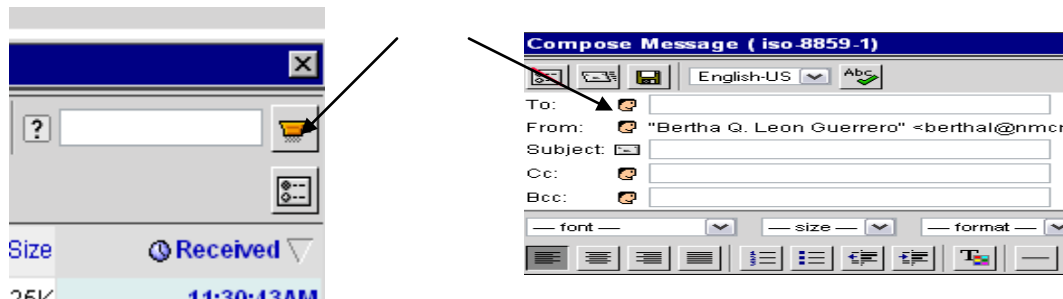 ?
Size
Received
25K 11:30:43AM
Compose Message ( iso-8859-1)
English-US
Abc
To:
From: "Bertha Q. Leon Guerrero" <berthal@nmcr
Subject:
Cc:
Bcc:
— font — — size — — format —